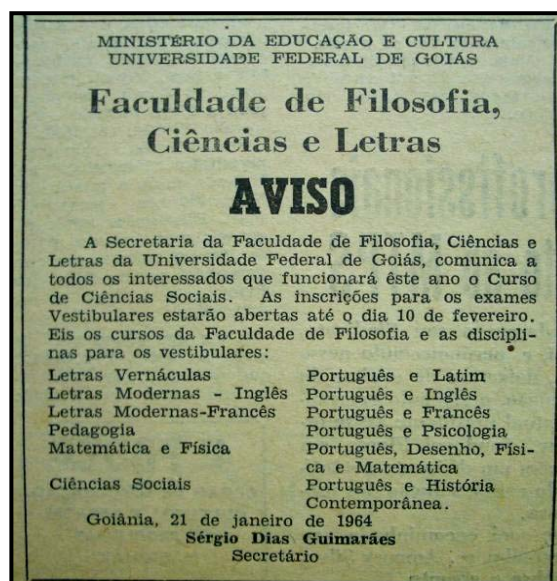 MINISTÉRIO DA EDUCAÇÃO E CULTURA
UNIVERSIDADE FEDERAL DE GOIÁS
Faculdade de Filosofia,
Ciências e Letras
AVISO
A Secretaria da Faculdade de Filosofia, Ciências e
Letras da Universidade Federal de Goiás, comunica a
todos os interessados que funcionará êste ano o Curso
de Ciências Sociais. As inscrições para os exames
Vestibulares estarão abertas até o dia 10 de fevereiro.
Eis os cursos da Faculdade de Filosofia e as discipli-
nas para os vestibulares:
Letras Vernáculas Português e Latim
Letras Modernas - Inglês Português e Inglês
Letras Modernas-Francês Português e Francês
Pedagogia Português e Psicologia
Matemática e Física Português, Desenho, Físi-
ca e Matemática
Ciências Sociais Português e História
Contemporânea.
Goiânia, 21 de janeiro de 1964
Sérgio Dias Guimarães
Secretário